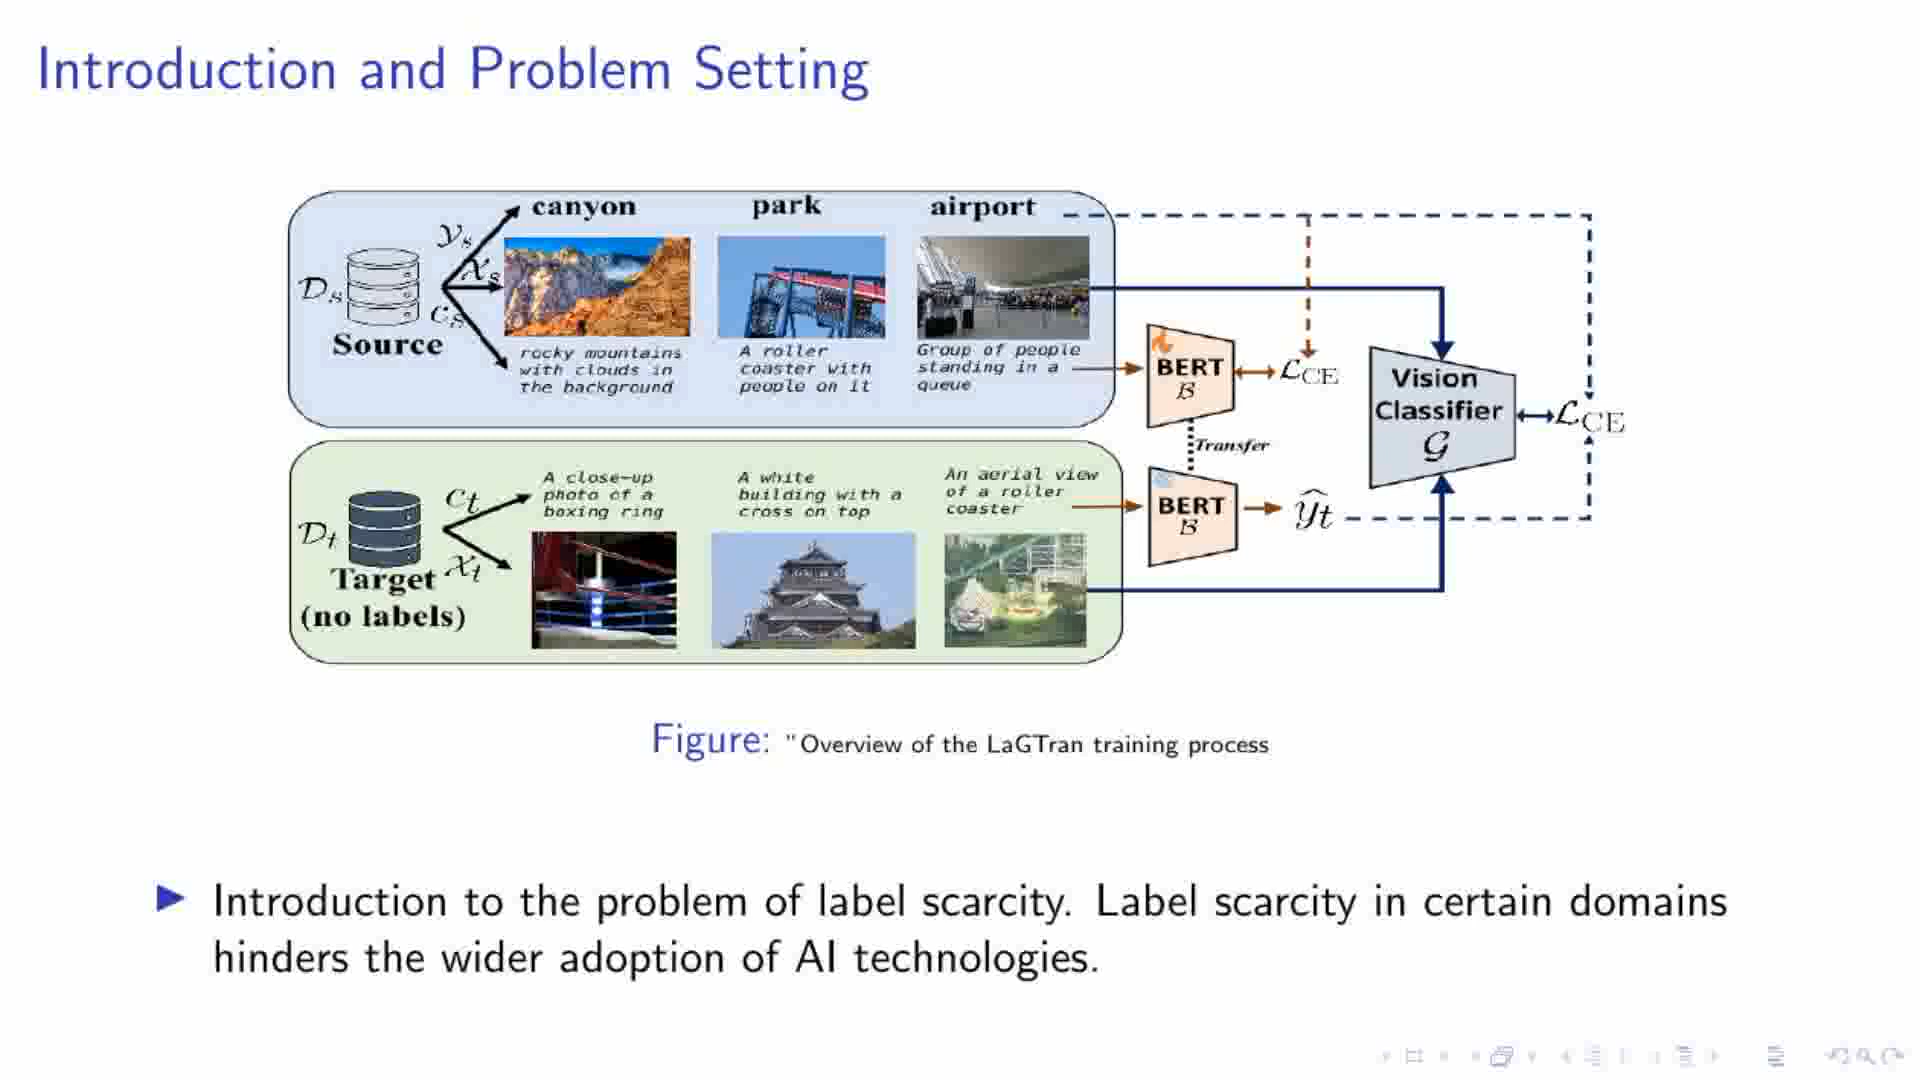 Introduction and Problem Setting
canyon park airport
𝒴s
𝒳s
𝒟s
Cs
Source
rocky mountains
with clouds in
the background
A roller
coaster with
people on it
Group of people
standing in a
queue
BERT
ℬ
ℒCE
Vision
Classifier
𝒢
ℒCE
Transfer
Ct
𝒟t
𝒳t
Target
(no labels)
A close-up
photo of a
boxing ring
A white
building with a
cross on top
An aerial view
of a roller
coaster
BERT
ℬ
ŷt
Figure: "Overview of the LaGTran training process
Introduction to the problem of label scarcity. Label scarcity in certain domains
hinders the wider adoption of AI technologies.